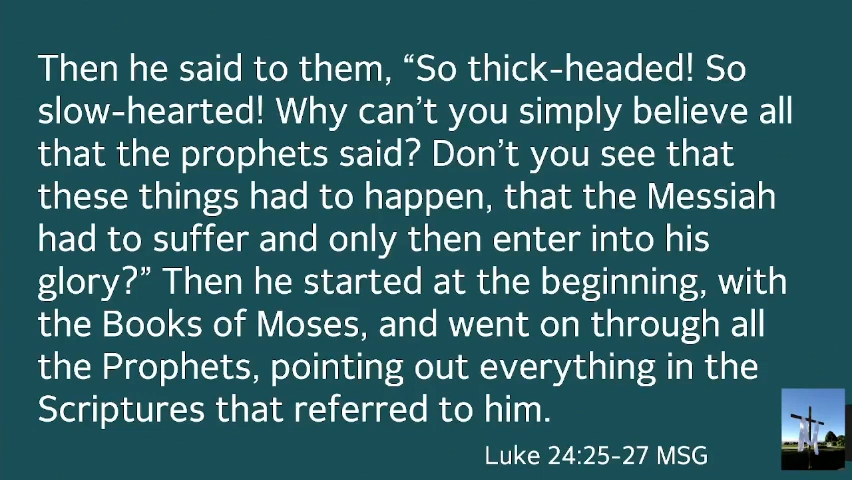 Then he said to them, “So thick-headed! So
slow-hearted! Why can’t you simply believe all
that the prophets said? Don’t you see that
these things had to happen, that the Messiah
had to suffer and only then enter into his
glory?” Then he started at the beginning, with
the Books of Moses, and went on through all
the Prophets, pointing out everything in the
Scriptures that referred to him.
Luke 24:25-27 MSG